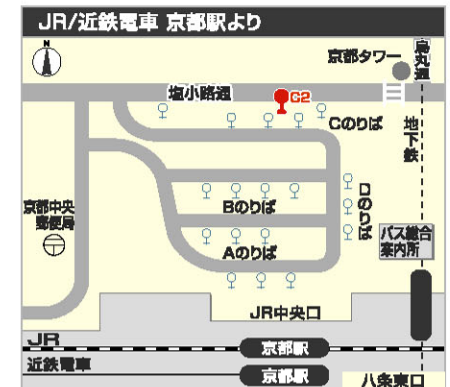 JR/近鉄電車 京都駅より
N
京都タワー
烏丸通
塩小路通
C2
Cのりば
地下鉄
Dのりば
Bのりば
京都中央
郵便局
バス総合
案内所
Aのりば
JR中央口
JR
京都駅
近鉄電車
京都駅
八条東口